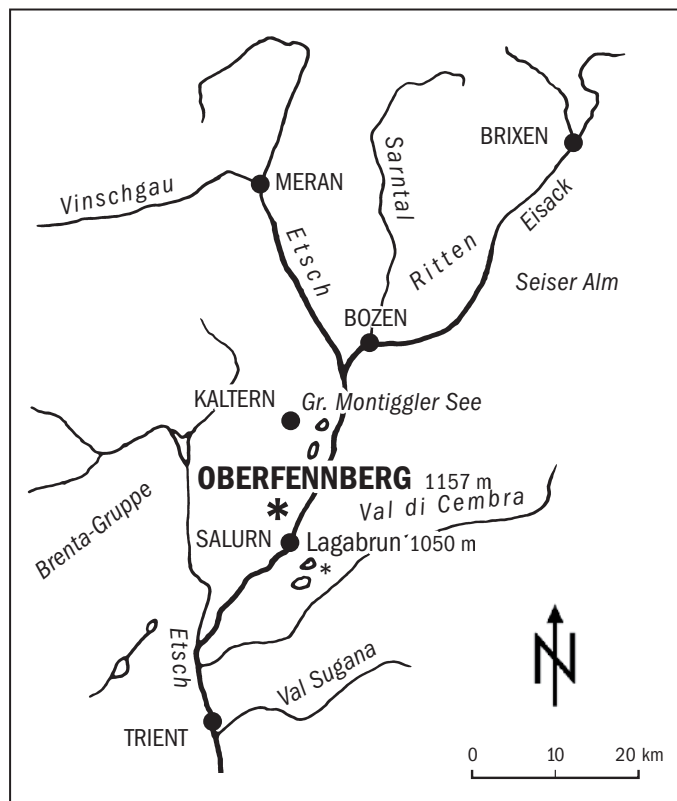 BRIXEN
MERAN
Vinschgau
Sarntal
Etsch
Ritten
Eisack
Seiser Alm
BOZEN
KALTERN
Gr. Montiggler See
OBERFENNBERG 1157 m
*
Val di Cembra
Brenta-Gruppe
SALURN
Lagabrun´1050 m
*
Etsch
Val Sugana
TRIENT
N
0 10 20 km